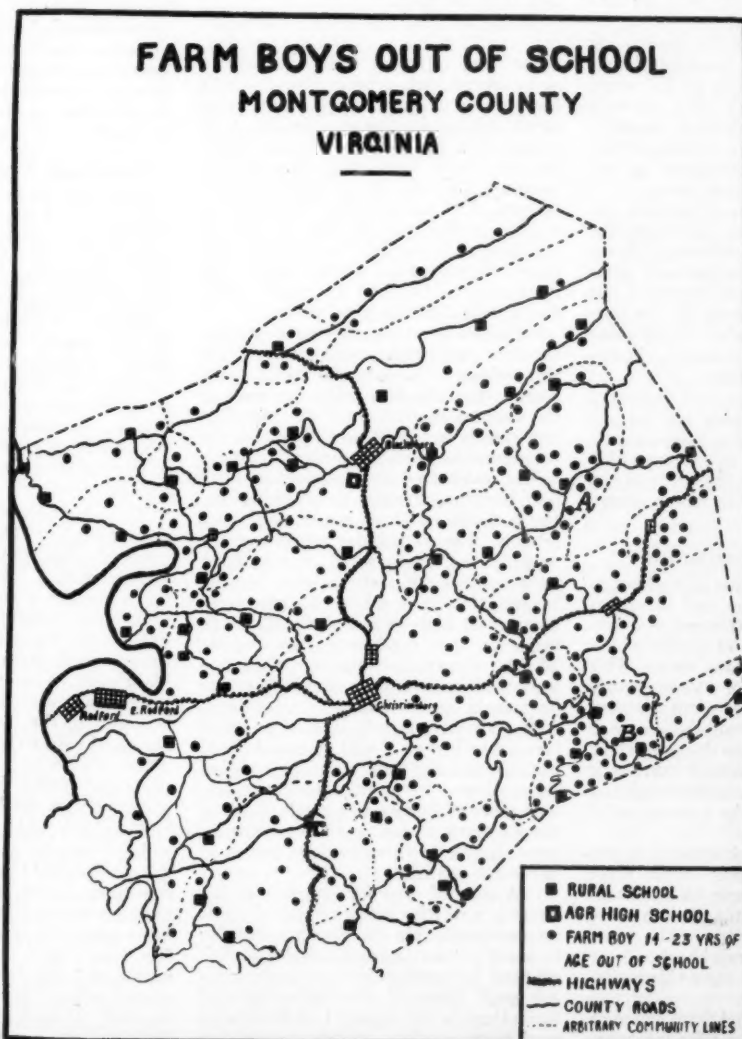 FARM BOYS OUT OF SCHOOL
MONTGOMERY COUNTY
VIRGINIA
Blacksburg
A
Radford
E. Radford
Christiansburg
B
RURAL SCHOOL
AGR HIGH SCHOOL
FARM BOY 14-23 YRS OF
AGE OUT OF SCHOOL
HIGHWAYS
COUNTY ROADS
ARBITRARY COMMUNITY LINES